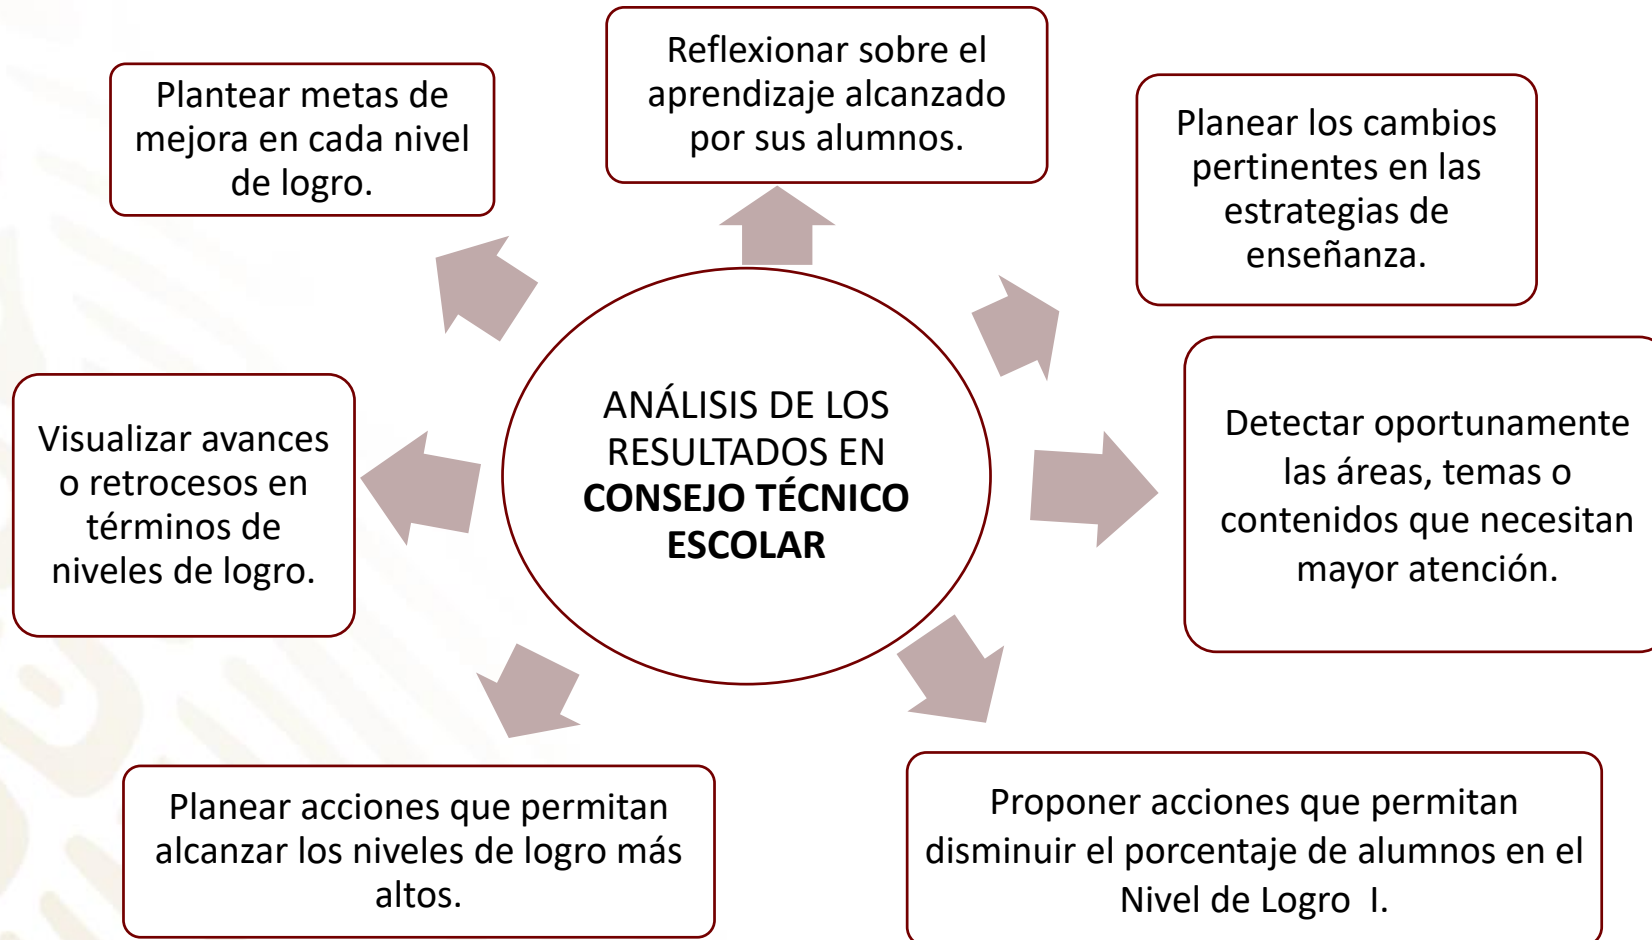 Reflexionar sobre el
aprendizaje alcanzado
por sus alumnos.
Plantear metas de
mejora en cada nivel
de logro.
Planear los cambios
pertinentes en las
estrategias de
enseñanza.
ANÁLISIS DE LOS
RESULTADOS EN
CONSEJO TÉCNICO
ESCOLAR
Visualizar avances
o retrocesos en
términos de
niveles de logro.
Detectar oportunamente
las áreas, temas o
contenidos que necesitan
mayor atención.
Planear acciones que permitan
alcanzar los niveles de logro más
altos.
Proponer acciones que permitan
disminuir el porcentaje de alumnos en el
Nivel de Logro  I.